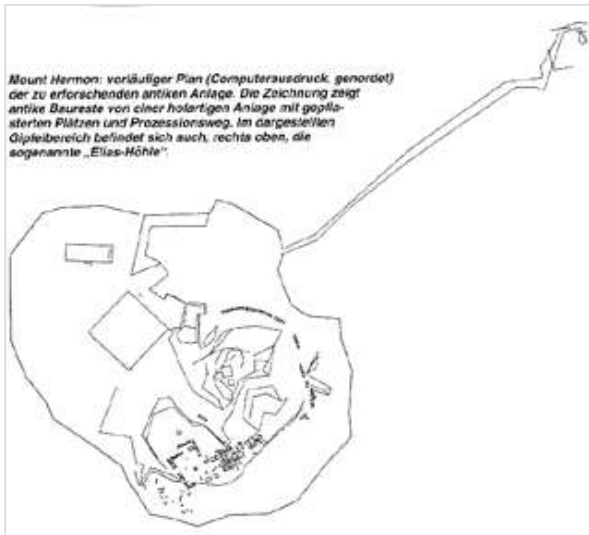 Mount Hermon: vorläufiger Plan (Computerausdruck, genordet)
der zu erforschenden antiken Anlage. Die Zeichnung zeigt
antike Baureste von einer hofartigen Anlage mit gepfla-
sterten Plätzen und Prozessionsweg. Im dargestellten
Gipfelbereich befindet sich auch, rechts oben, die
sogenannte „Elias-Höhle“.